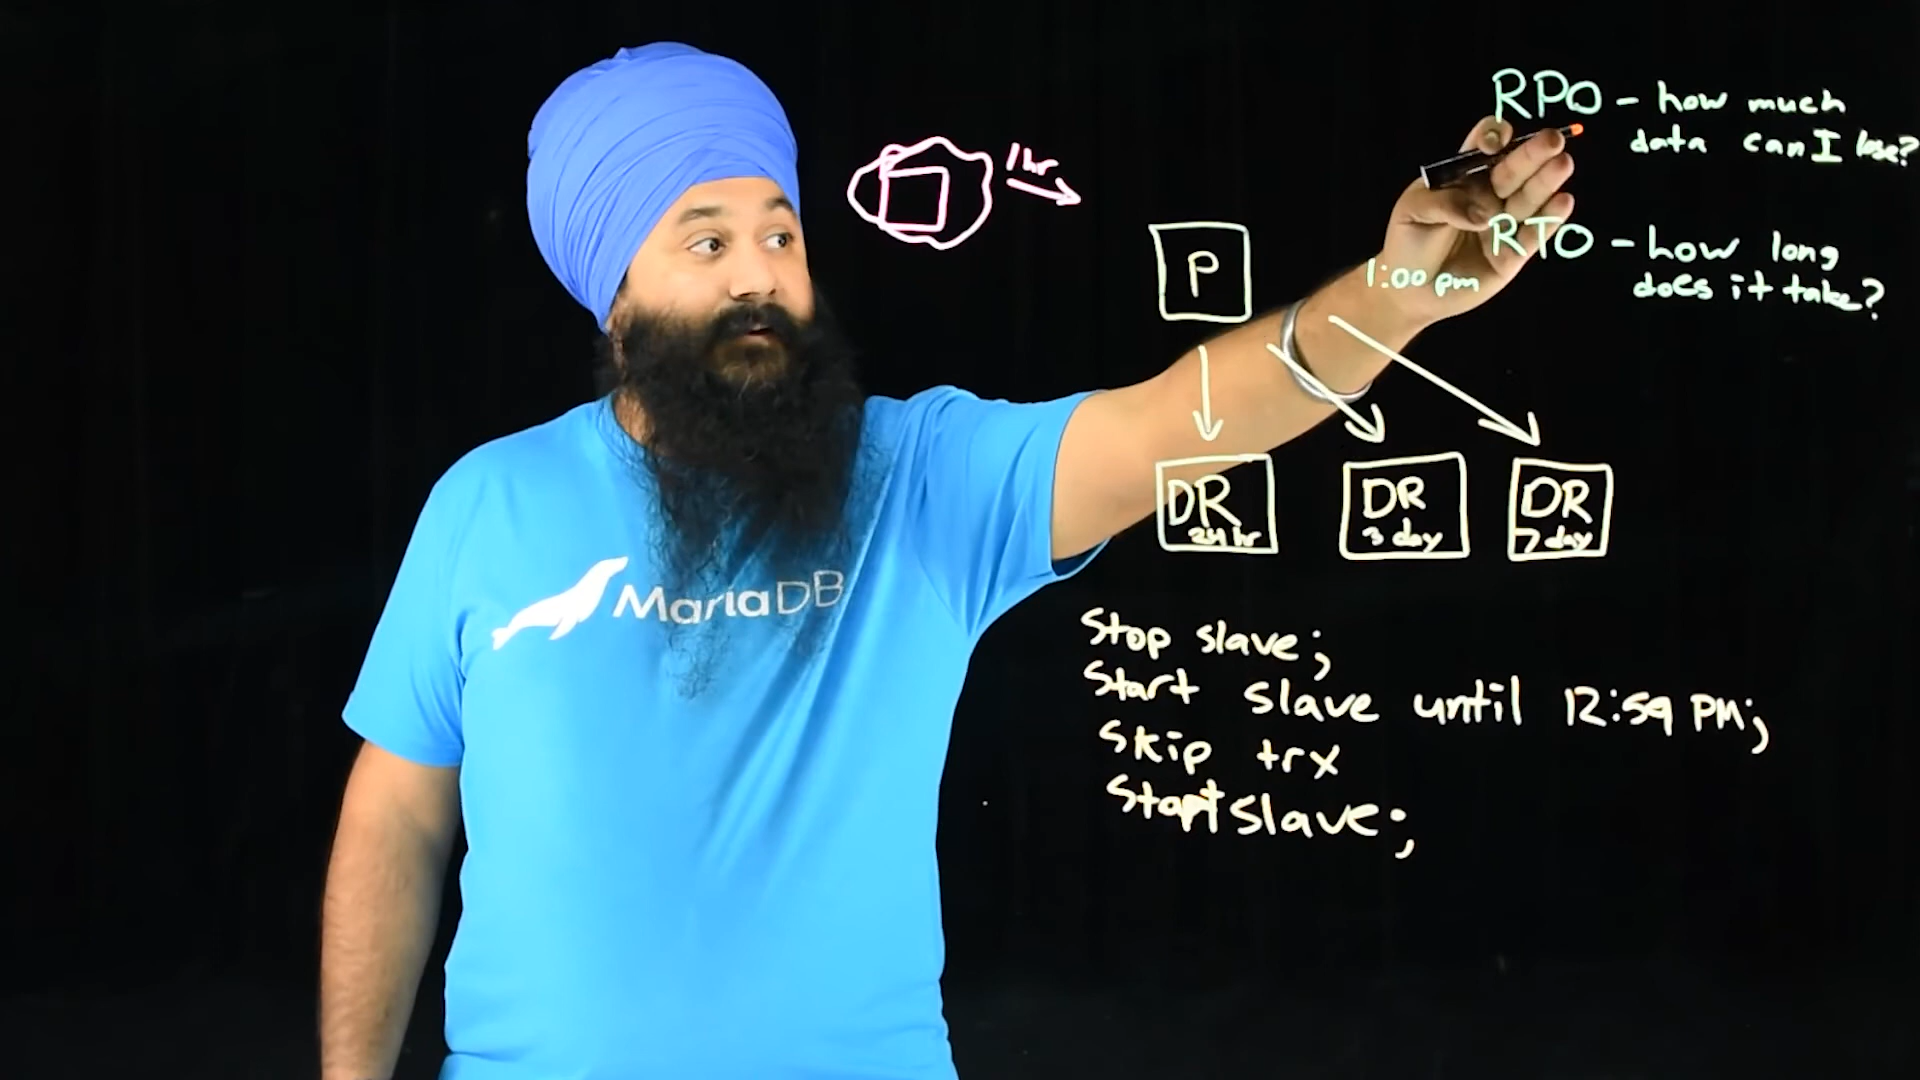 RPO - how much
data can I lose?
1hr
RTO - how long
does it take?
P
1:00 pm
DR
24 hr
DR
3 day
DR
7 day
MariaDB
Stop slave;
Start slave until 12:59 PM;
Skip trx
Start slave;